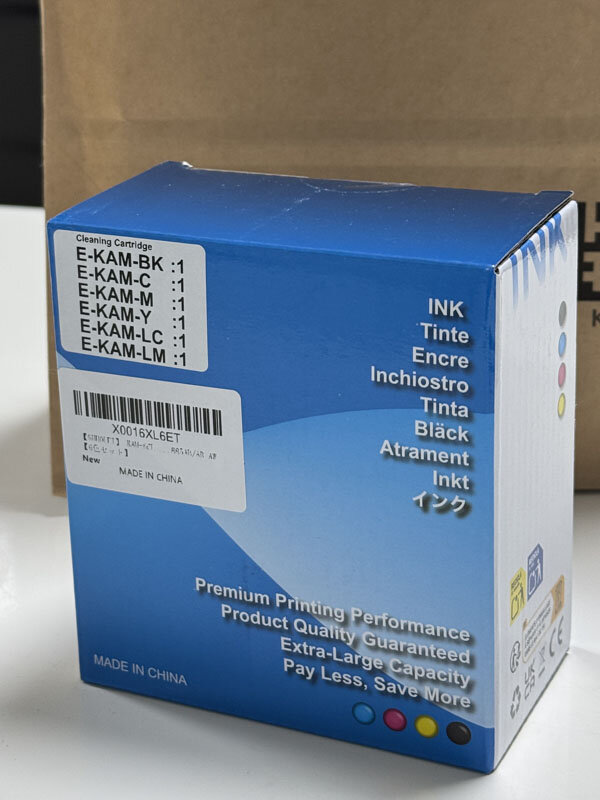 Cleaning Cartridge
E-KAM-BK :1
E-KAM-C :1
E-KAM-M :1
E-KAM-Y :1
E-KAM-LC :1
E-KAM-LM :1
X0016XL6ET
New
MADE IN CHINA
INK
Tinte
Encre
Inchiostro
Tinta
Bläck
Atrament
Inkt
インク
Premium Printing Performance
Product Quality Guaranteed
Extra-Large Capacity
Pay Less, Save More
MADE IN CHINA
INK
CE